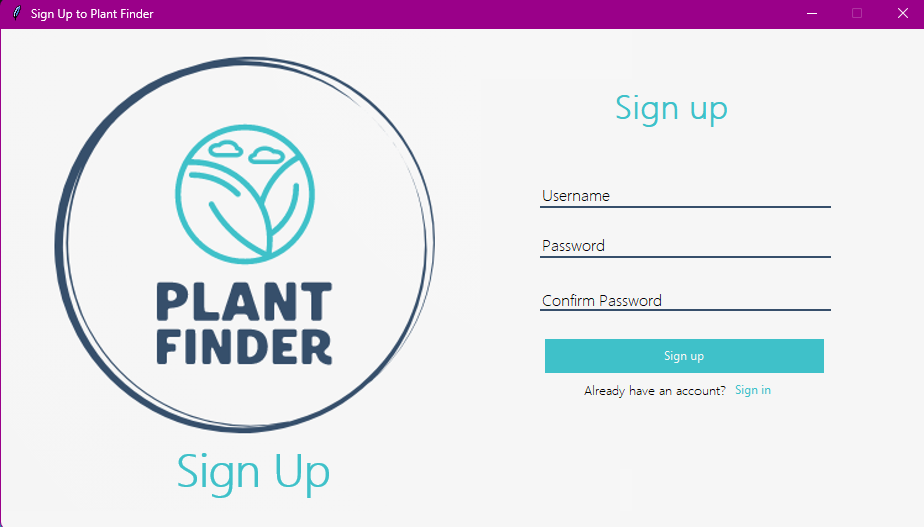 Sign Up to Plant Finder
PLANT
FINDER
Sign Up
Sign up
Username
Password
Confirm Password
Sign up
Already have an account? Sign in